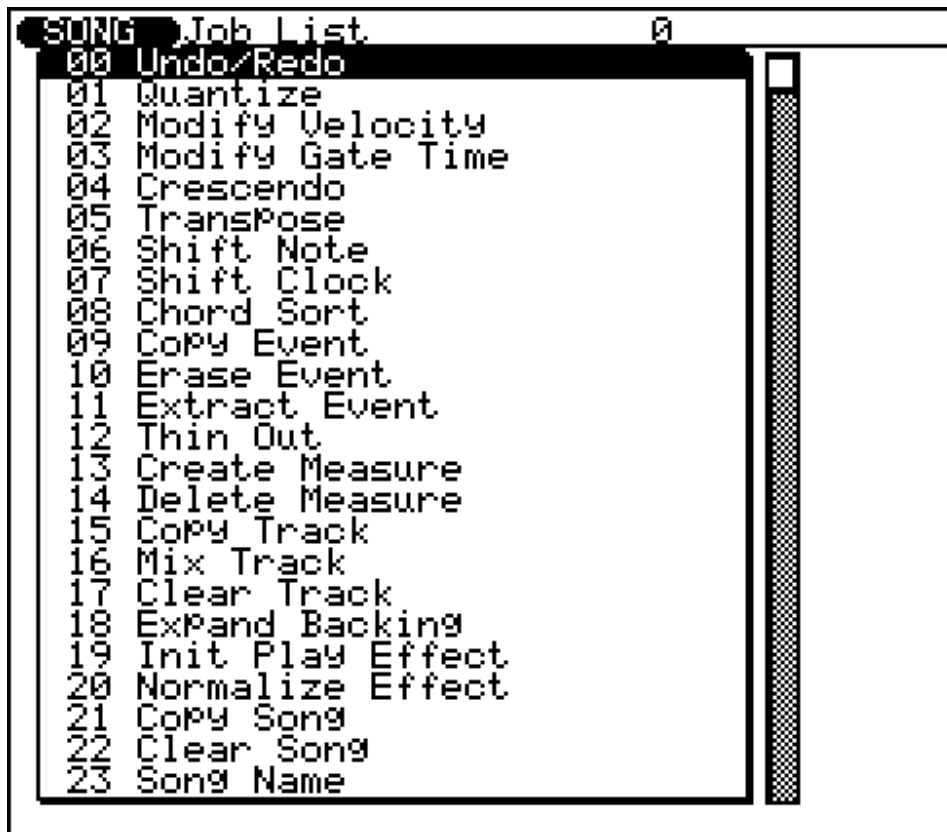 SONG Job List 0
00 Undo/Redo
01 Quantize
02 Modify Velocity
03 Modify Gate Time
04 Crescendo
05 Transpose
06 Shift Note
07 Shift Clock
08 Chord Sort
09 Copy Event
10 Erase Event
11 Extract Event
12 Thin Out
13 Create Measure
14 Delete Measure
15 Copy Track
16 Mix Track
17 Clear Track
18 Expand Backing
19 Init Play Effect
20 Normalize Effect
21 Copy Song
22 Clear Song
23 Song Name